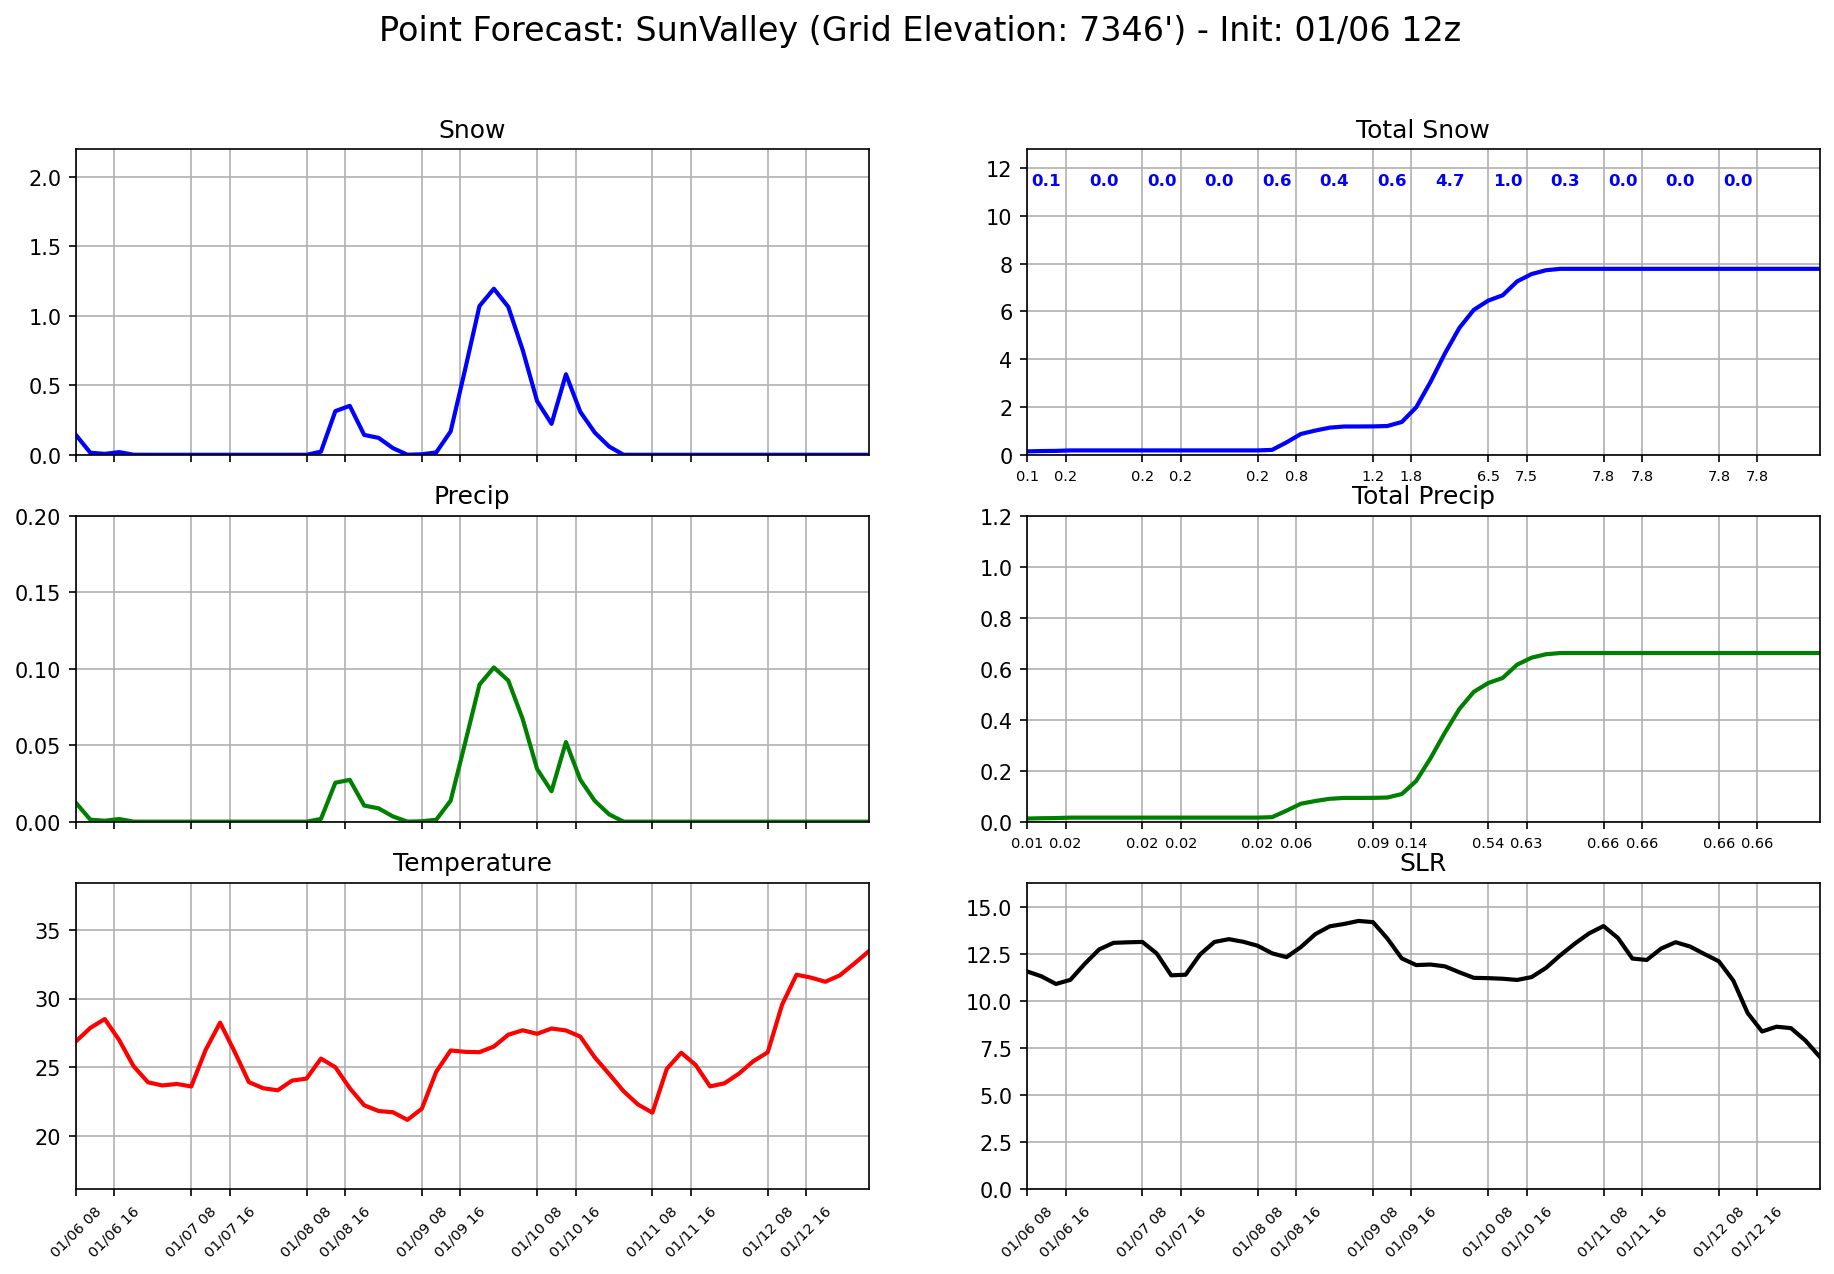 Point Forecast: SunValley (Grid Elevation: 7346') - Init: 01/06 12z
Snow
2.0
1.5
1.0
0.5
0.0
Total Snow
12
10
8
6
4
2
0
0.1 0.0 0.0 0.0 0.6 0.4 0.6 4.7 1.0 0.3 0.0 0.0 0.0
0.1 0.2 0.2 0.2 0.2 0.8 1.2 1.8 6.5 7.5 7.8 7.8 7.8 7.8
Precip
0.20
0.15
0.10
0.05
0.00
Total Precip
1.2
1.0
0.8
0.6
0.4
0.2
0.0
0.01 0.02 0.02 0.02 0.02 0.06 0.09 0.14 0.54 0.63 0.66 0.66 0.66 0.66
Temperature
35
30
25
20
01/06 08 01/06 16 01/07 08 01/07 16 01/08 08 01/08 16 01/09 08 01/09 16 01/10 08 01/10 16 01/11 08 01/11 16 01/12 08 01/12 16
SLR
15.0
12.5
10.0
7.5
5.0
2.5
0.0
01/06 08 01/06 16 01/07 08 01/07 16 01/08 08 01/08 16 01/09 08 01/09 16 01/10 08 01/10 16 01/11 08 01/11 16 01/12 08 01/12 16